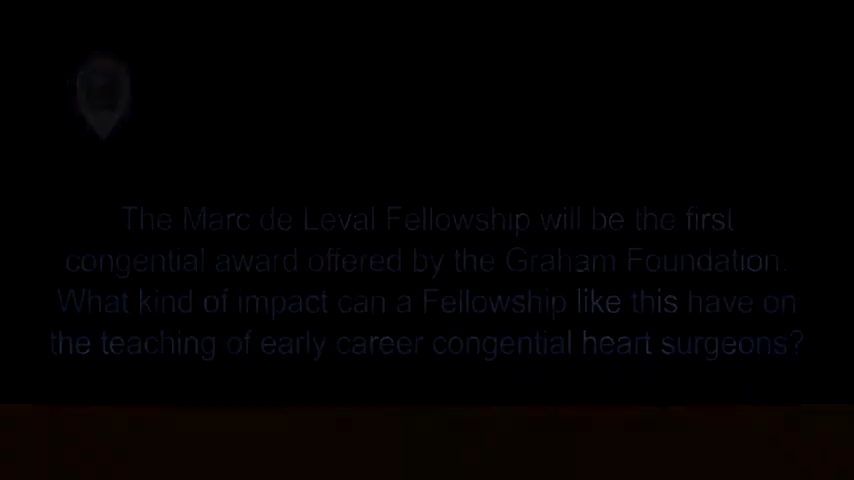 The Marc de Leval Fellowship will be the first
congential award offered by the Graham Foundation.
What kind of impact can a Fellowship like this have on
the teaching of early career congential heart surgeons?